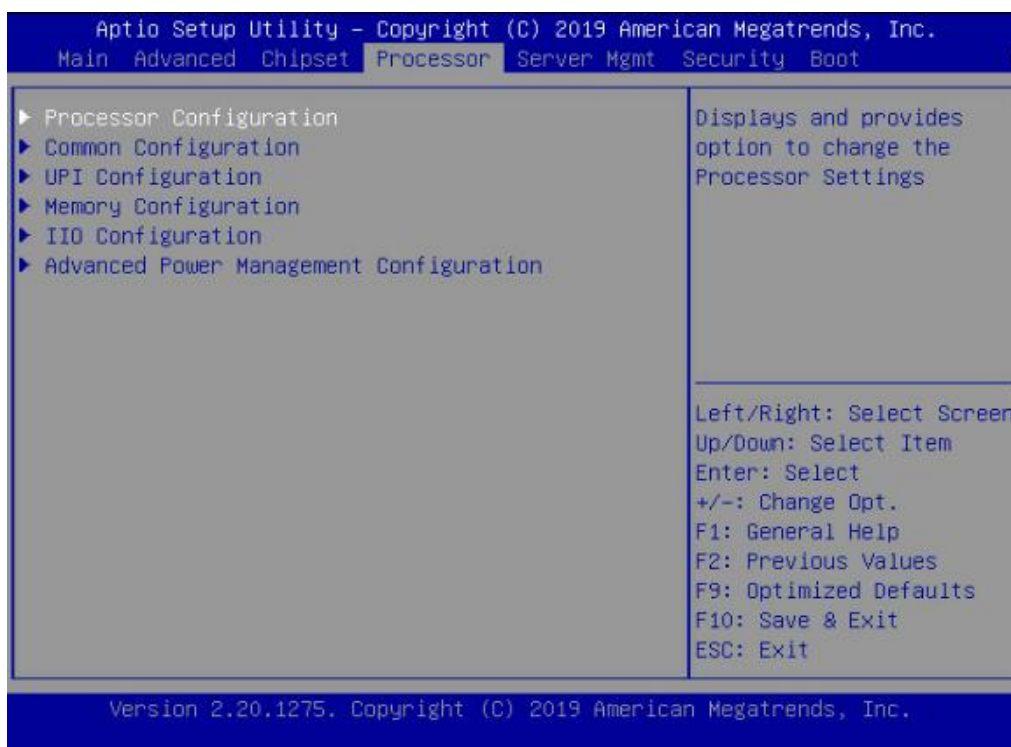 Aptio Setup Utility – Copyright (C) 2019 American Megatrends, Inc.
Main Advanced Chipset Processor Server Mgmt Security Boot
Processor Configuration
Common Configuration
UPI Configuration
Memory Configuration
IIO Configuration
Advanced Power Management Configuration
Displays and provides
option to change the
Processor Settings
Left/Right: Select Screen
Up/Down: Select Item
Enter: Select
+/-: Change Opt.
F1: General Help
F2: Previous Values
F9: Optimized Defaults
F10: Save & Exit
ESC: Exit
Version 2.20.1275. Copyright (C) 2019 American Megatrends, Inc.